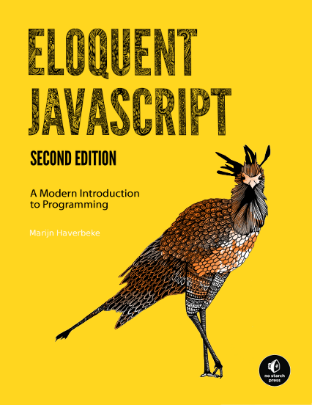 ELOQUENT
JAVASCRIPT
SECOND EDITION
A Modern Introduction
to Programming
Marijn Haverbeke
no starch
press